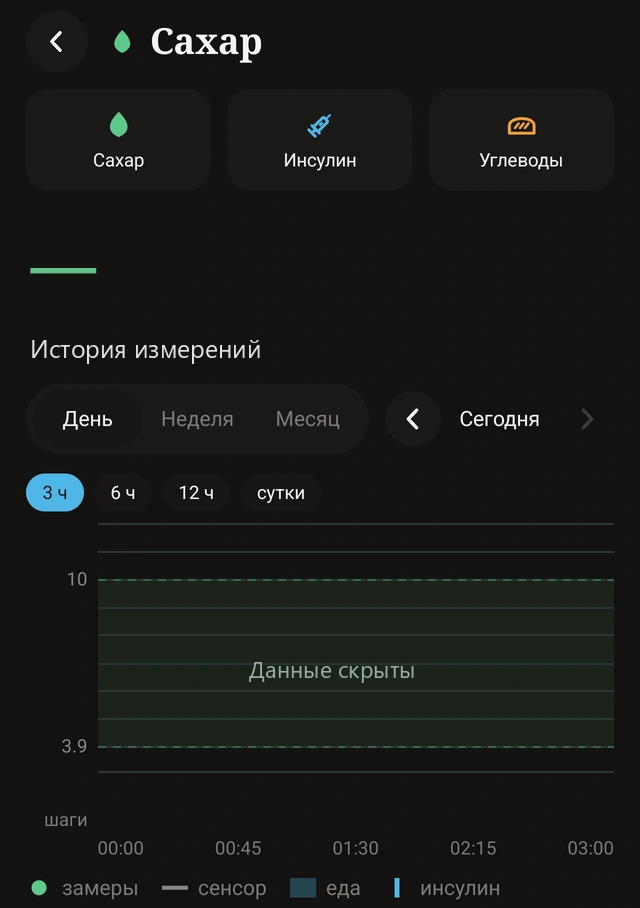 Сахар
Сахар Инсулин Углеводы
История измерений
День Неделя Месяц Сегодня
3 ч 6 ч 12 ч сутки
10
Данные скрыты
3.9
шаги
00:00 00:45 01:30 02:15 03:00
замеры сенсор еда инсулин